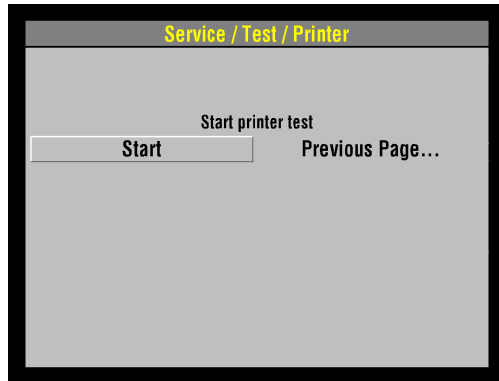 Service / Test / Printer
Start printer test
Start Previous Page...